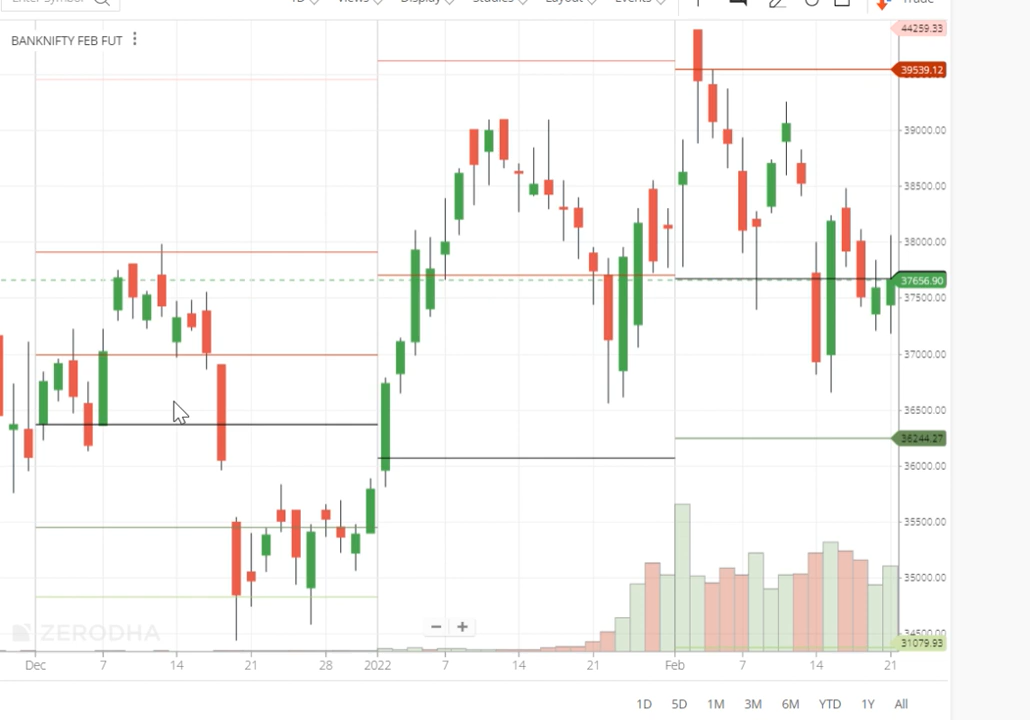 Enter Symbol
1D Views Display Studies Layout Events Trade
BANKNIFTY FEB FUT
44259.33
39539.12
39000.00
38500.00
38000.00
37656.90
37500.00
37000.00
36500.00
36244.27
36000.00
35500.00
35000.00
34500.00
31079.93
ZERODHA
Dec 7 14 21 28 2022 7 14 21 Feb 7 14 21
1D 5D 1M 3M 6M YTD 1Y All